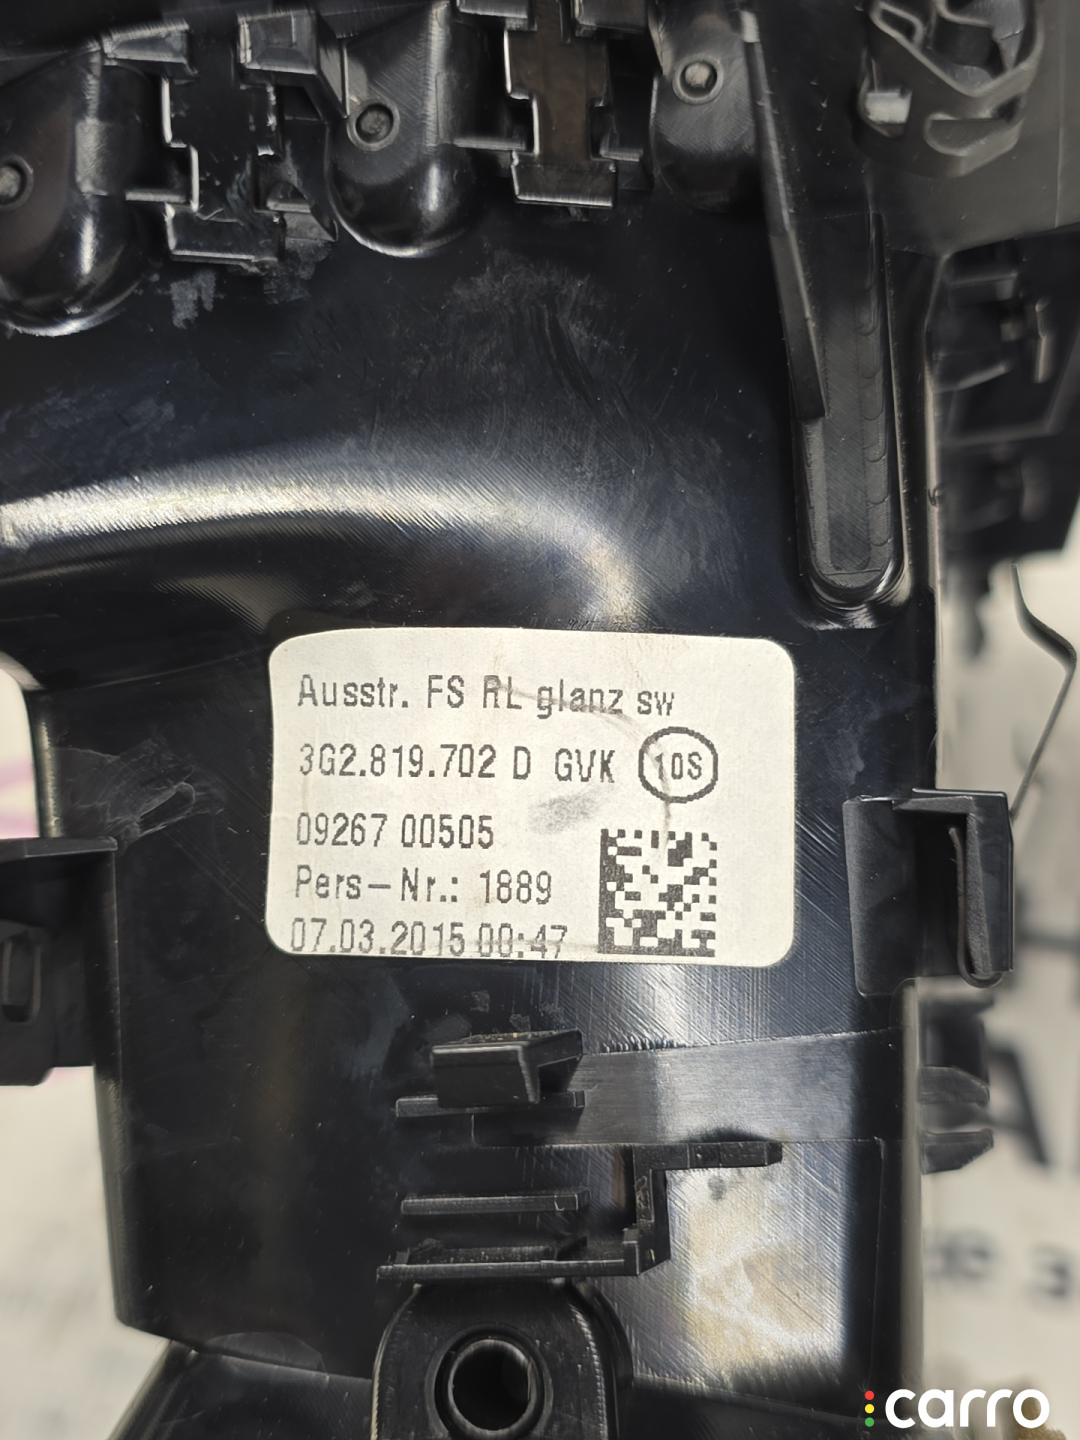 Ausstr. FS RL glanz sw
3G2.819.702 D GVK 10S
09267 00505
Pers-Nr.: 1889
07.03.2015 00:47
carro